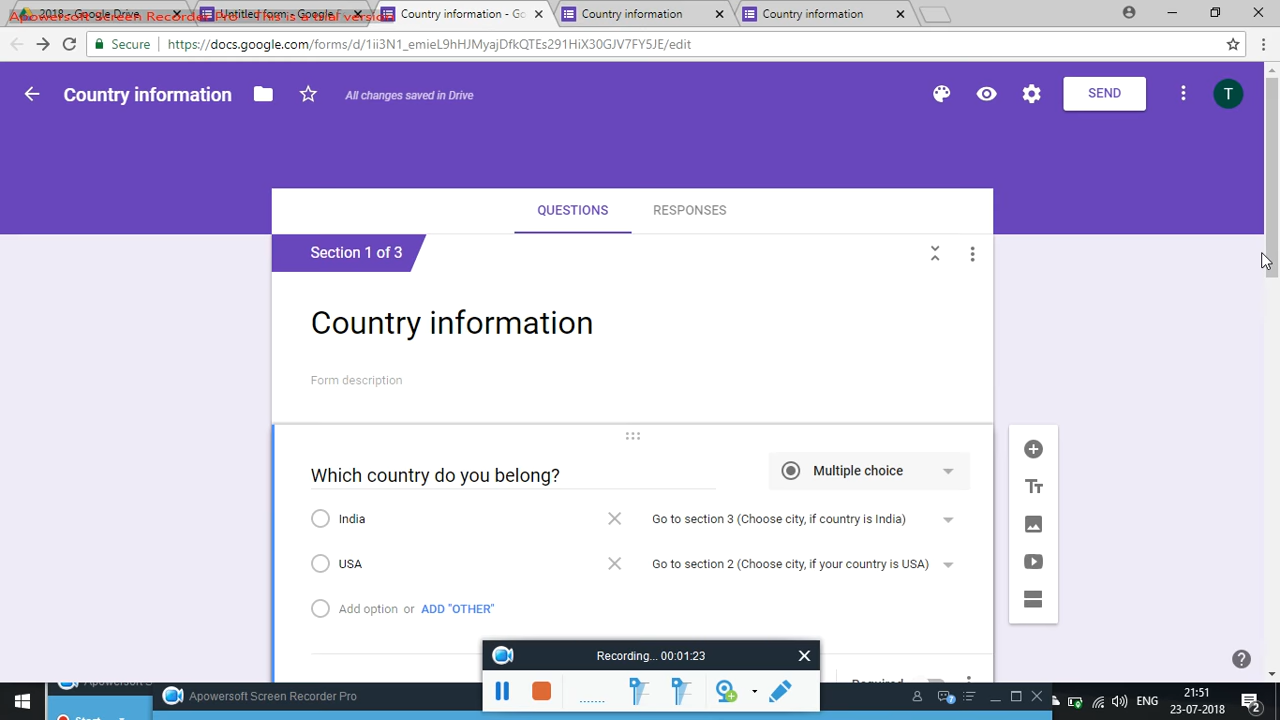 Apowersoft Screen Recorder Pro - This is a trial version
2018 - Google Drive
Untitled form - Google F
Country information - Go
Country information
Country information
Secure
https://docs.google.com/forms/d/1ii3N1_emieL9hHJMyajDfkQTEs291HiX30GJV7FY5JE/edit
Country information
All changes saved in Drive
SEND
T
QUESTIONS
RESPONSES
Section 1 of 3
Country information
Form description
Which country do you belong?
Multiple choice
India
Go to section 3 (Choose city, if country is India)
USA
Go to section 2 (Choose city, if your country is USA)
Add option or ADD "OTHER"
Recording... 00:01:23
Required
Apowersoft S
Apowersoft Screen Recorder Pro
Start
ENG
21:51
23-07-2018
2